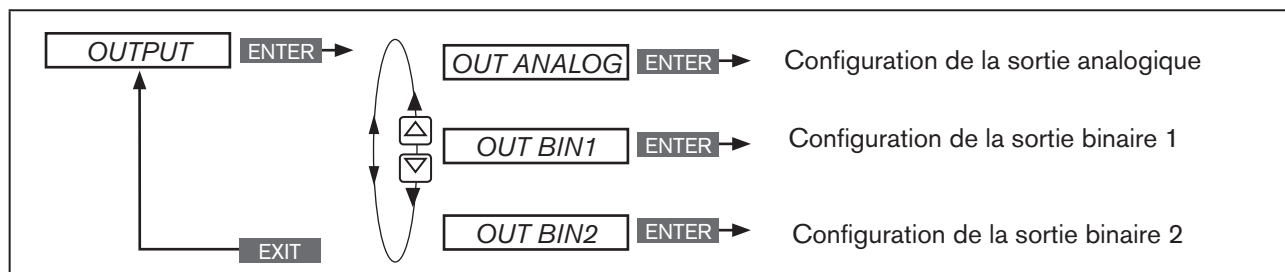 OUTPUT ENTER
OUT ANALOG ENTER Configuration de la sortie analogique
OUT BIN1 ENTER Configuration de la sortie binaire 1
OUT BIN2 ENTER Configuration de la sortie binaire 2
EXIT